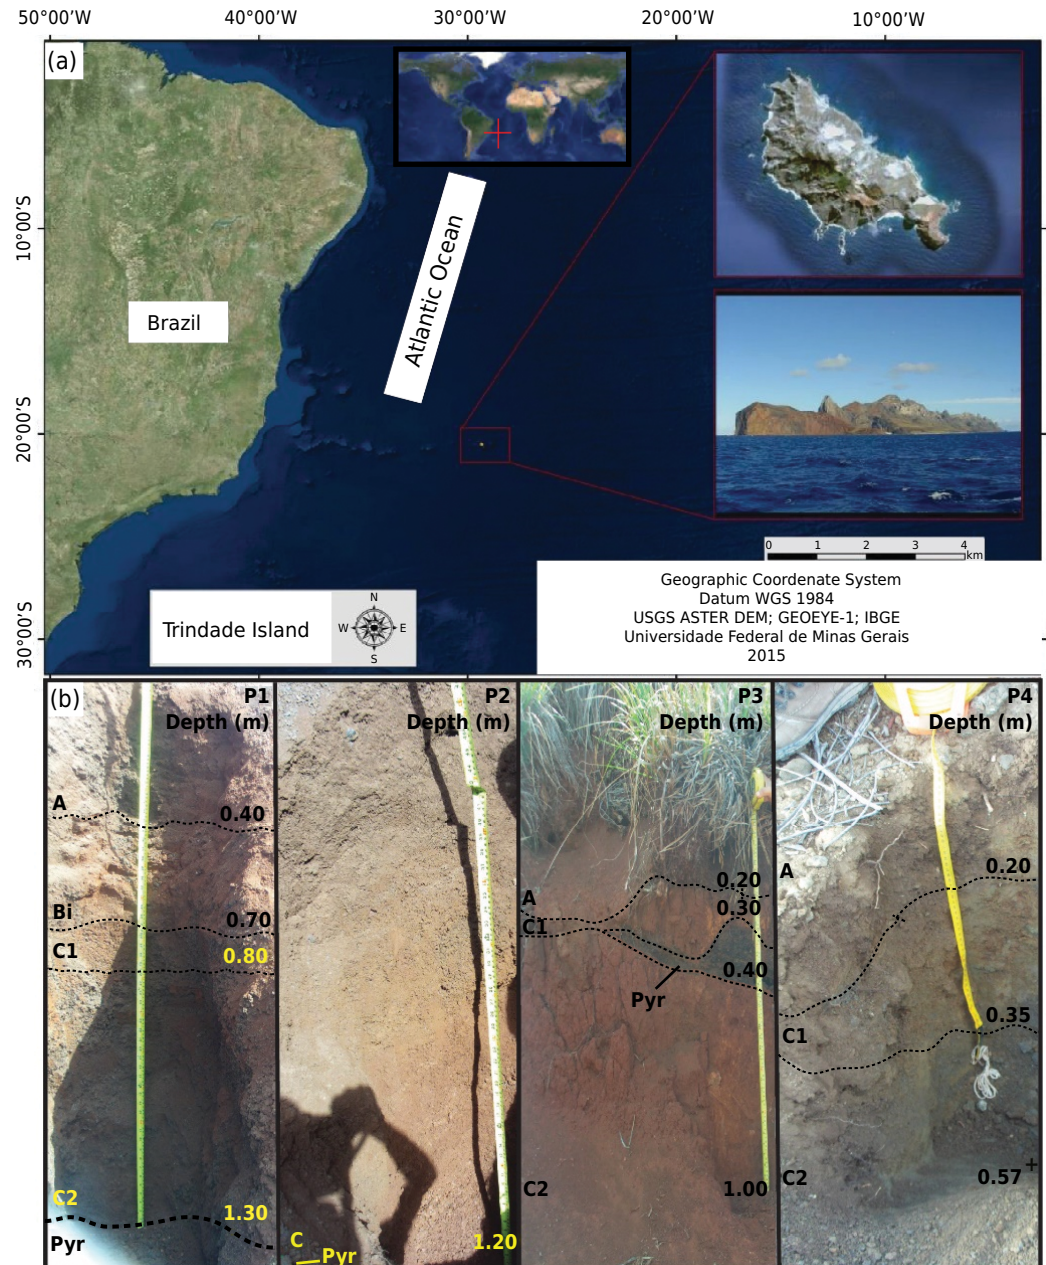 50°00'W 40°00'W 30°00'W 20°00'W 10°00'W
(a)
10°00'S
20°00'S
30°00'S
Brazil
Atlantic Ocean
0 1 2 3 4
km
Trindade Island
N
W E
S
Geographic Coordenate System
Datum WGS 1984
USGS ASTER DEM; GEOEYE-1; IBGE
Universidade Federal de Minas Gerais
2015
(b)
P1
Depth (m)
A
0.40
Bi
0.70
C1
0.80
C2
1.30
Pyr
P2
Depth (m)
C
1.20
Pyr
P3
Depth (m)
0.20
A
0.30
C1
0.40
Pyr
C2
1.00
P4
Depth (m)
0.20
A
0.35
C1
C2
0.57+